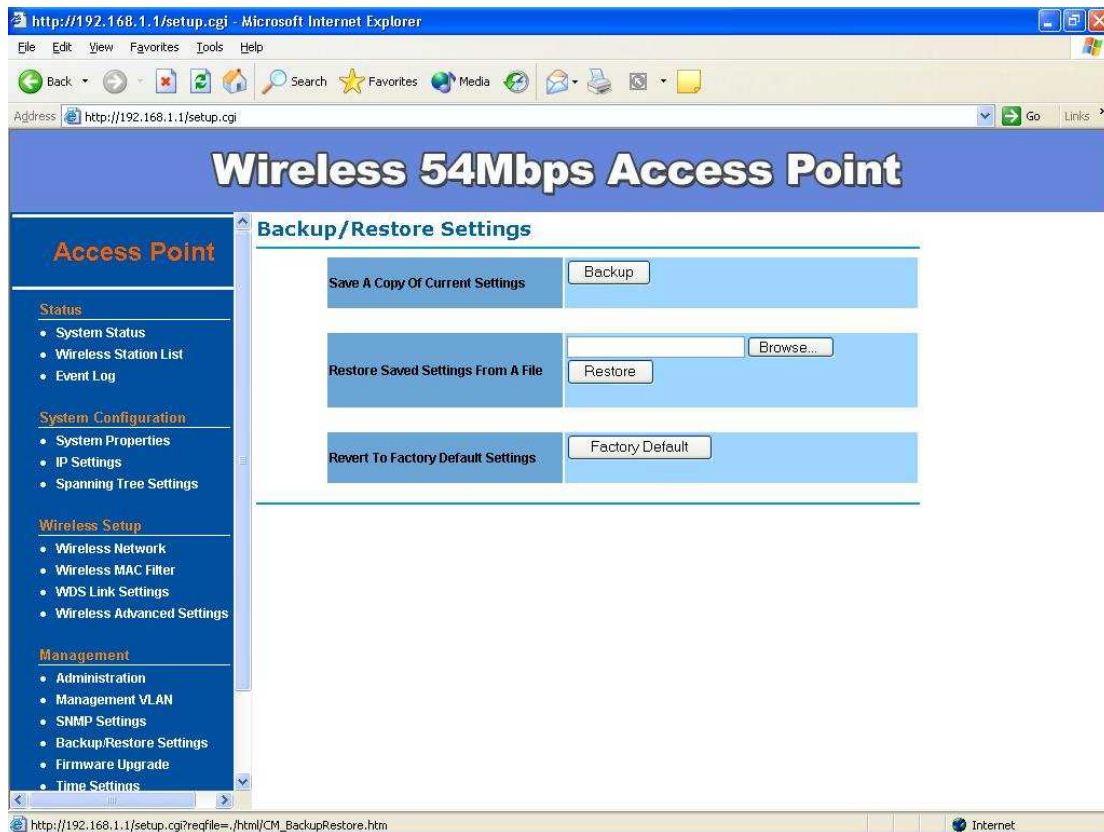 http://192.168.1.1/setup.cgi - Microsoft Internet Explorer
File Edit View Favorites Tools Help
Back Search Favorites Media
Address http://192.168.1.1/setup.cgi Go Links
Wireless 54Mbps Access Point
Access Point
Status
System Status
Wireless Station List
Event Log
System Configuration
System Properties
IP Settings
Spanning Tree Settings
Wireless Setup
Wireless Network
Wireless MAC Filter
WDS Link Settings
Wireless Advanced Settings
Management
Administration
Management VLAN
SNMP Settings
Backup/Restore Settings
Firmware Upgrade
Time Settings
Backup/Restore Settings
Save A Copy Of Current Settings Backup
Browse...
Restore Saved Settings From A File Restore
Revert To Factory Default Settings Factory Default
http://192.168.1.1/setup.cgi?reqfile=./html/CM_BackupRestore.htm Internet